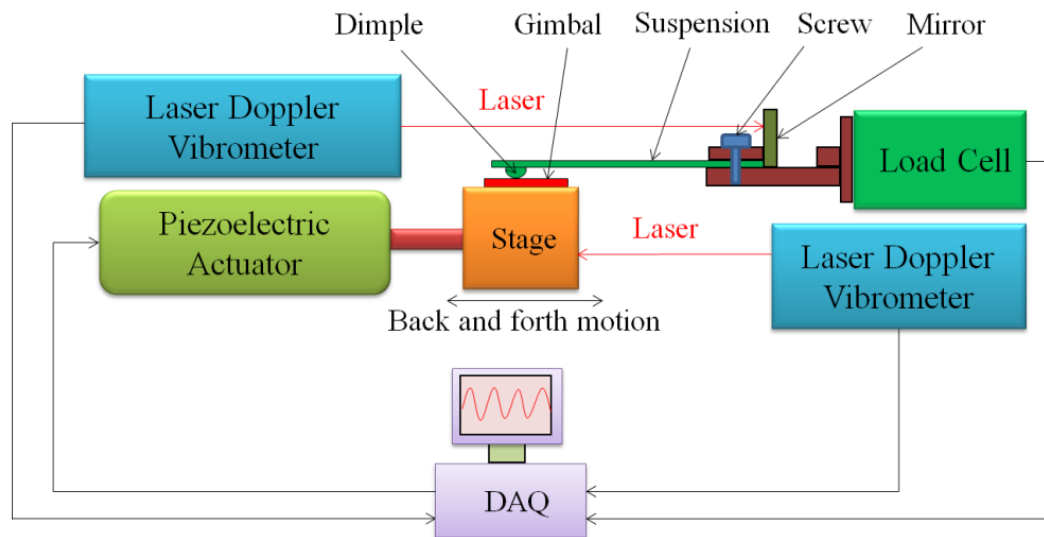 Dimple
Gimbal
Suspension
Screw
Mirror
Laser Doppler
Vibrometer
Laser
Load Cell
Piezoelectric
Actuator
Stage
Laser
Laser Doppler
Vibrometer
Back and forth motion
DAQ